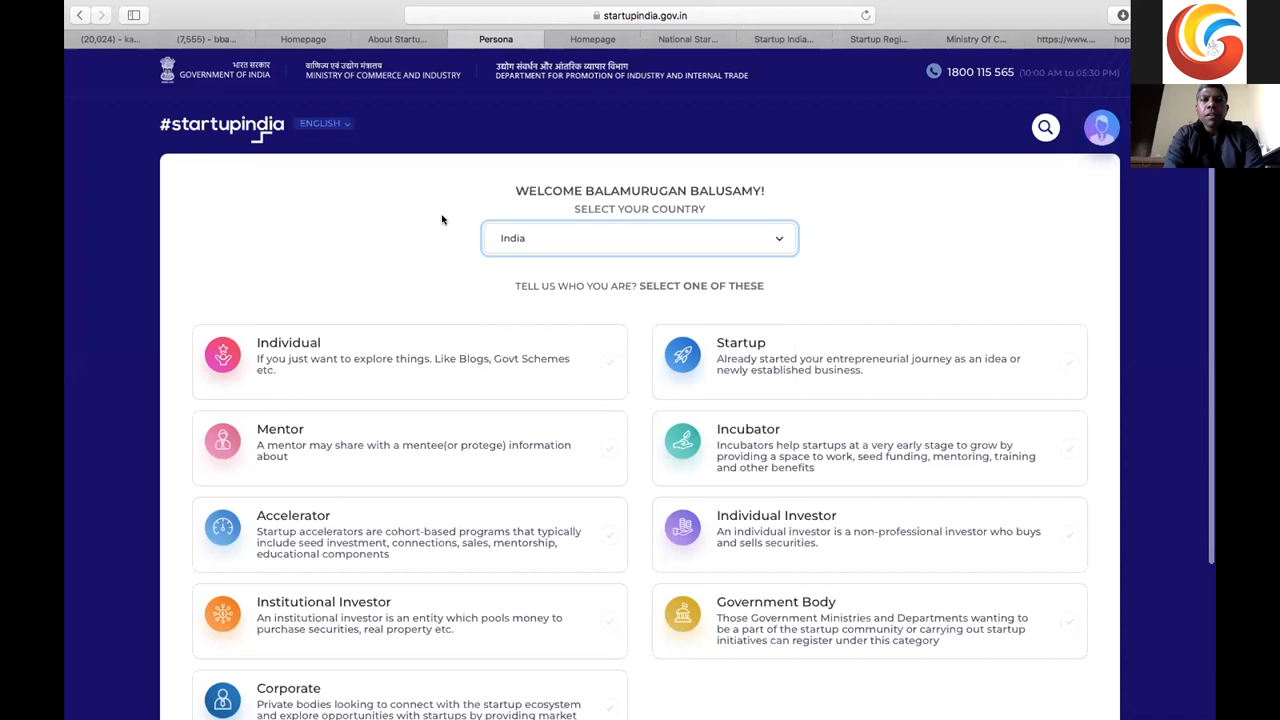 startupindia.gov.in
(20,024) - ka...
(7,555) - bba...
Homepage
About Startu...
Persona
Homepage
National Star...
Startup India...
Startup Regi...
Ministry Of C...
https://www....
hop
भारत सरकार
GOVERNMENT OF INDIA
वाणिज्य एवं उद्योग मंत्रालय
MINISTRY OF COMMERCE AND INDUSTRY
उद्योग संवर्धन और आंतरिक व्यापार विभाग
DEPARTMENT FOR PROMOTION OF INDUSTRY AND INTERNAL TRADE
1800 115 565 (10:00 AM to 05:30 PM)
#startupindia
ENGLISH
WELCOME BALAMURUGAN BALUSAMY!
SELECT YOUR COUNTRY
India
TELL US WHO YOU ARE? SELECT ONE OF THESE
Individual
If you just want to explore things. Like Blogs, Govt Schemes
etc.
Startup
Already started your entrepreneurial journey as an idea or
newly established business.
Mentor
A mentor may share with a mentee(or protege) information
about
Incubator
Incubators help startups at a very early stage to grow by
providing a space to work, seed funding, mentoring, training
and other benefits
Accelerator
Startup accelerators are cohort-based programs that typically
include seed investment, connections, sales, mentorship,
educational components
Individual Investor
An individual investor is a non-professional investor who buys
and sells securities.
Institutional Investor
An institutional investor is an entity which pools money to
purchase securities, real property etc.
Government Body
Those Government Ministries and Departments wanting to
be a part of the startup community or carrying out startup
initiatives can register under this category
Corporate
Private bodies looking to connect with the startup ecosystem
and explore opportunities with startups by providing market